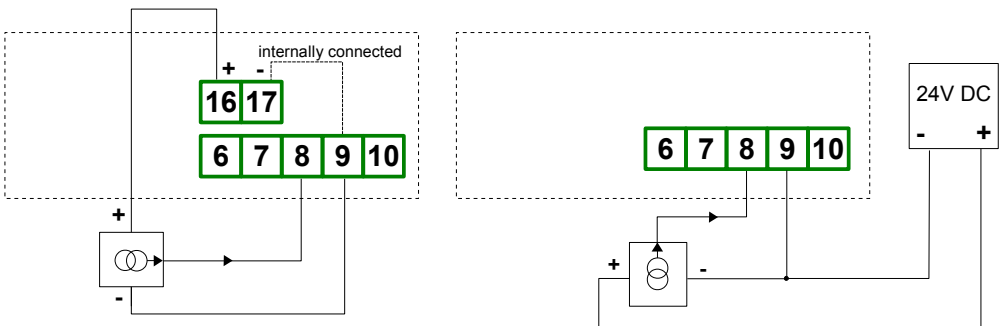 internally connected
+ -
16 17
6 7 8 9 10
+
-
24V DC
- +
6 7 8 9 10
+ -